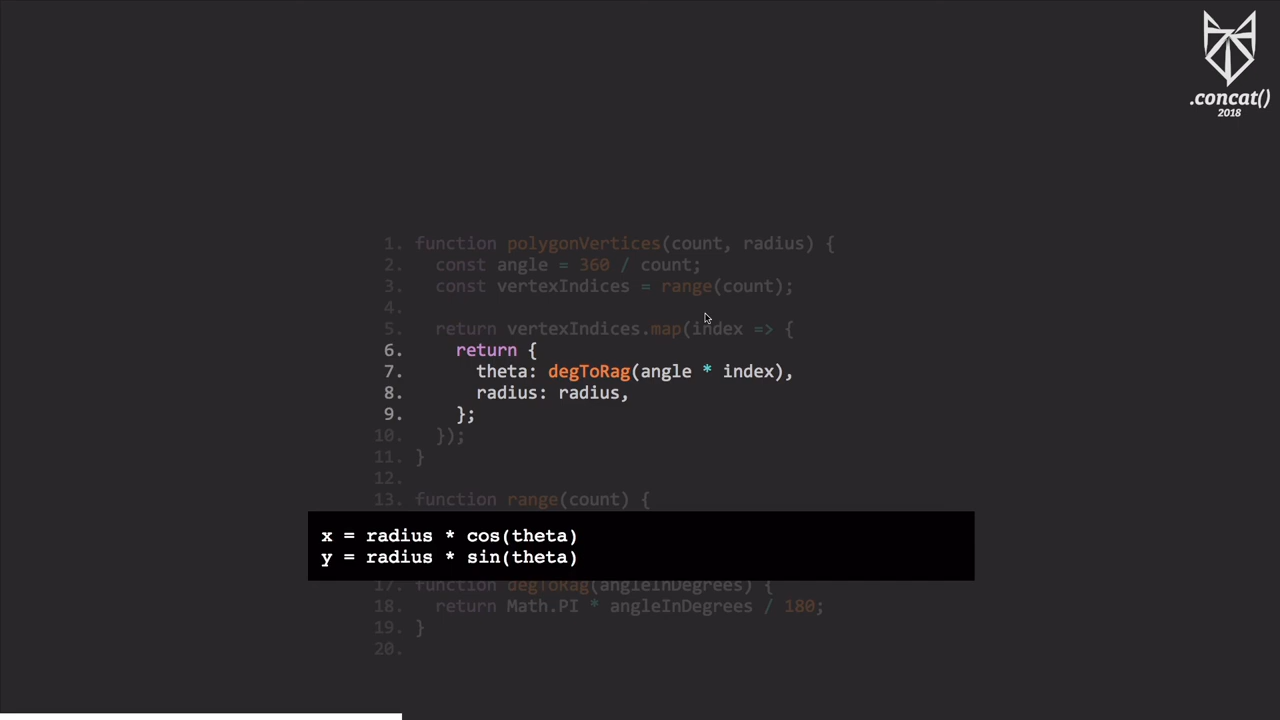 .concat()
2018
1. function polygonVertices(count, radius) {
2. const angle = 360 / count;
3. const vertexIndices = range(count);
4.
5. return vertexIndices.map(index => {
6. return {
7. theta: degToRag(angle * index),
8. radius: radius,
9. };
10. });
11. }
12.
13. function range(count) {
x = radius * cos(theta)
y = radius * sin(theta)
17. function degToRag(angleInDegrees) {
18. return Math.PI * angleInDegrees / 180;
19. }
20.